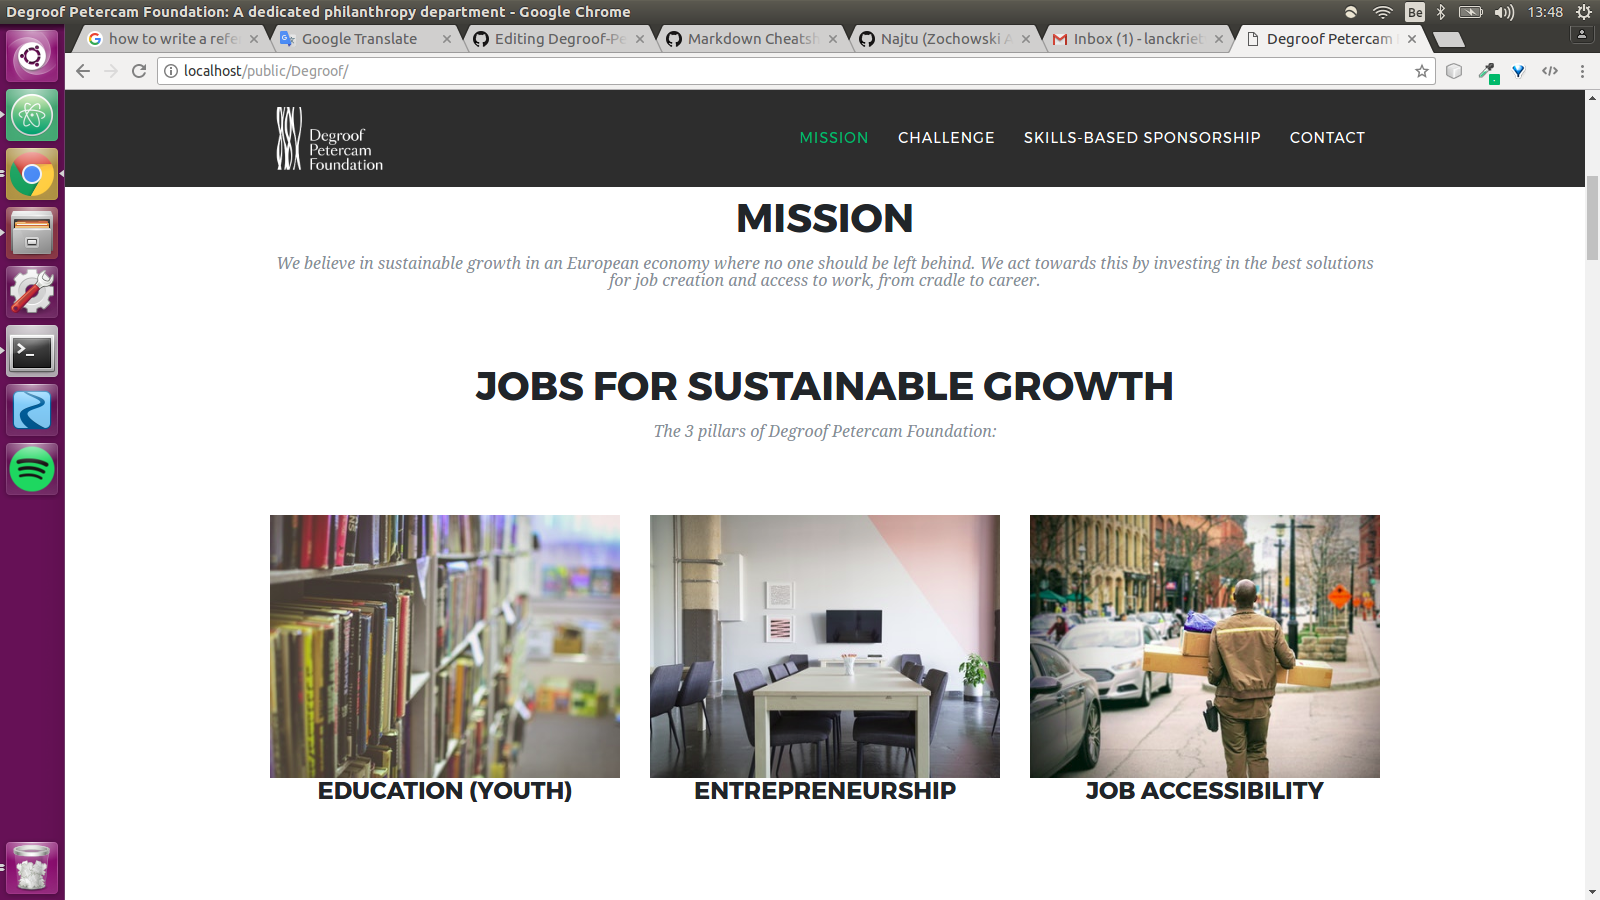 Degroof Petercam Foundation: A dedicated philanthropy department - Google Chrome
Be
13:48
how to write a refe
Google Translate
Editing Degroof-Pe
Markdown Cheatsh
Najtu (Zochowski A
Inbox (1) - lanckriet
Degroof Petercam
localhost/public/Degroof/
Degroof
Petercam
Foundation
MISSION
CHALLENGE
SKILLS-BASED SPONSORSHIP
CONTACT
MISSION
We believe in sustainable growth in an European economy where no one should be left behind. We act towards this by investing in the best solutions
for job creation and access to work, from cradle to career.
JOBS FOR SUSTAINABLE GROWTH
The 3 pillars of Degroof Petercam Foundation:
EDUCATION (YOUTH)
ENTREPRENEURSHIP
JOB ACCESSIBILITY